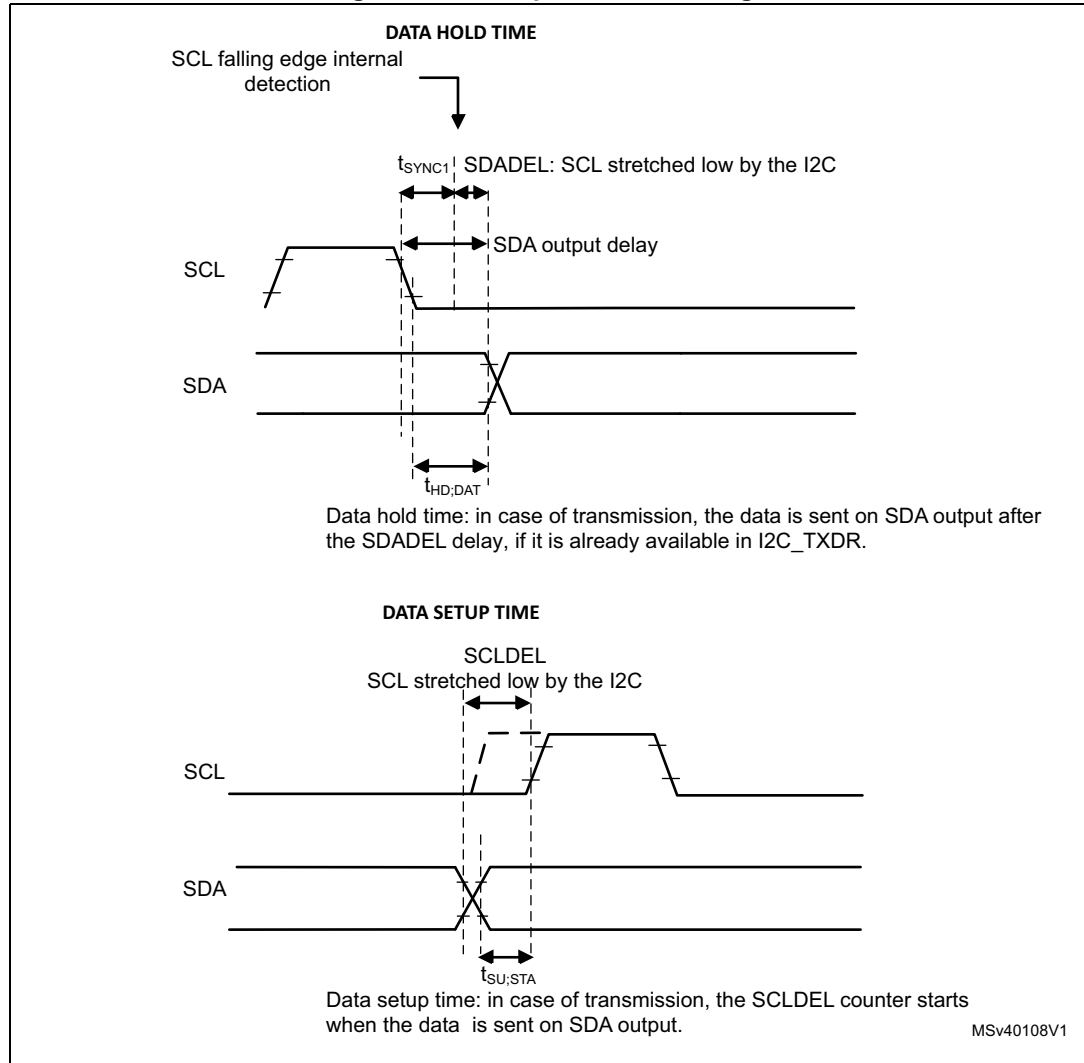 DATA HOLD TIME
SCL falling edge internal
detection
tSYNC1
SDADEL: SCL stretched low by the I2C
SDA output delay
SCL
SDA
tHD;DAT
Data hold time: in case of transmission, the data is sent on SDA output after
the SDADEL delay, if it is already available in I2C_TXDR.
DATA SETUP TIME
SCLDEL
SCL stretched low by the I2C
SCL
SDA
tSU;STA
Data setup time: in case of transmission, the SCLDEL counter starts
when the data is sent on SDA output.
MSv40108V1